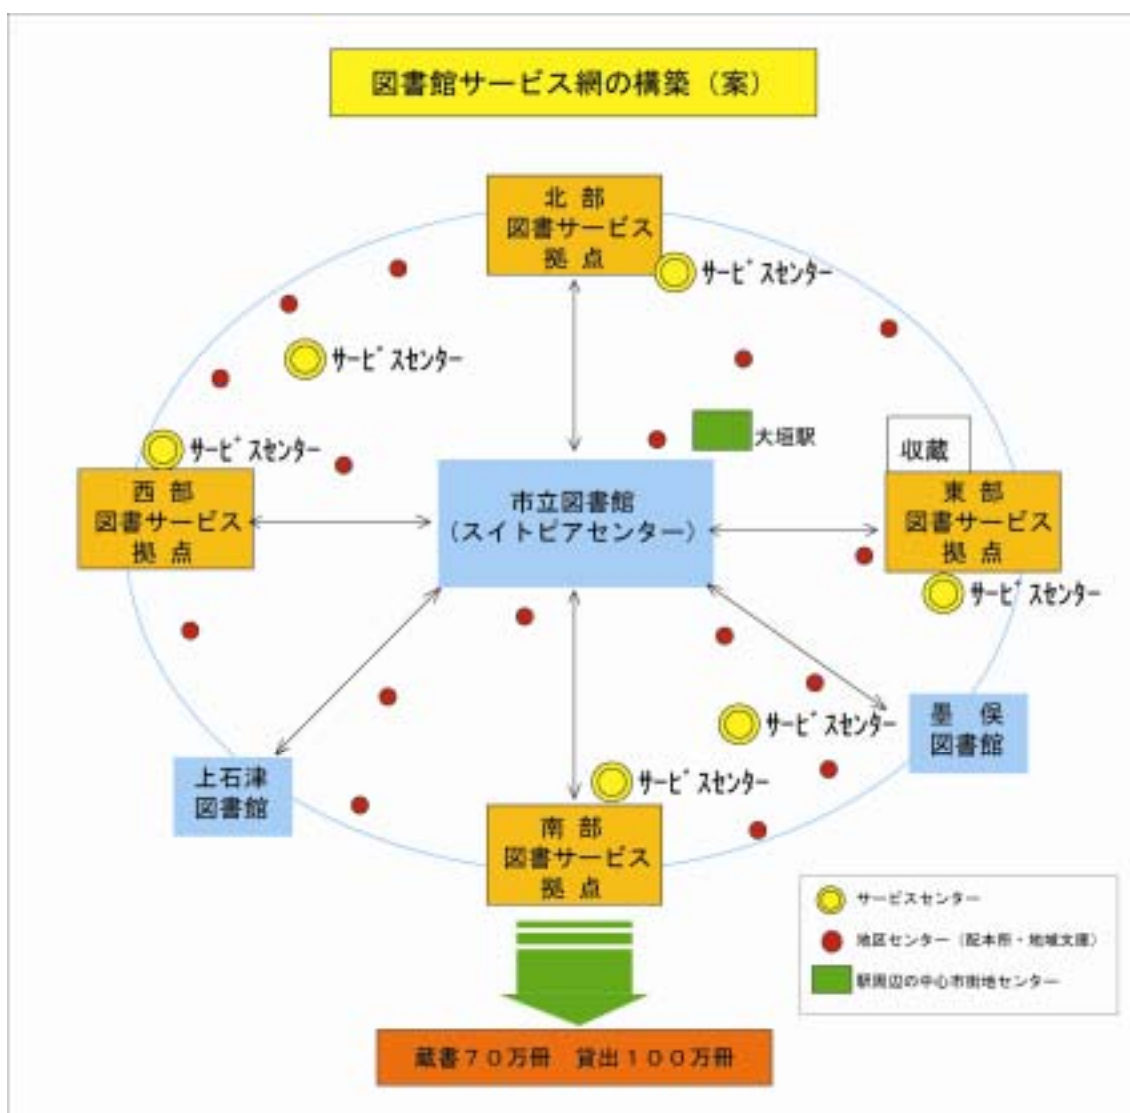 図書館サービス網の構築（案）
北 部
図書サービス
拠 点
サービスセンター
サービスセンター
大垣駅
サービスセンター
収蔵
西 部
図書サービス
拠 点
市立図書館
（スイトピアセンター）
東 部
図書サービス
拠 点
サービスセンター
墨 俣
図書館
サービスセンター
上石津
図書館
サービスセンター
南 部
図書サービス
拠 点
サービスセンター
地区センター（配本所・地域文庫）
駅周辺の中心市街地センター
蔵書７０万冊 貸出１００万冊